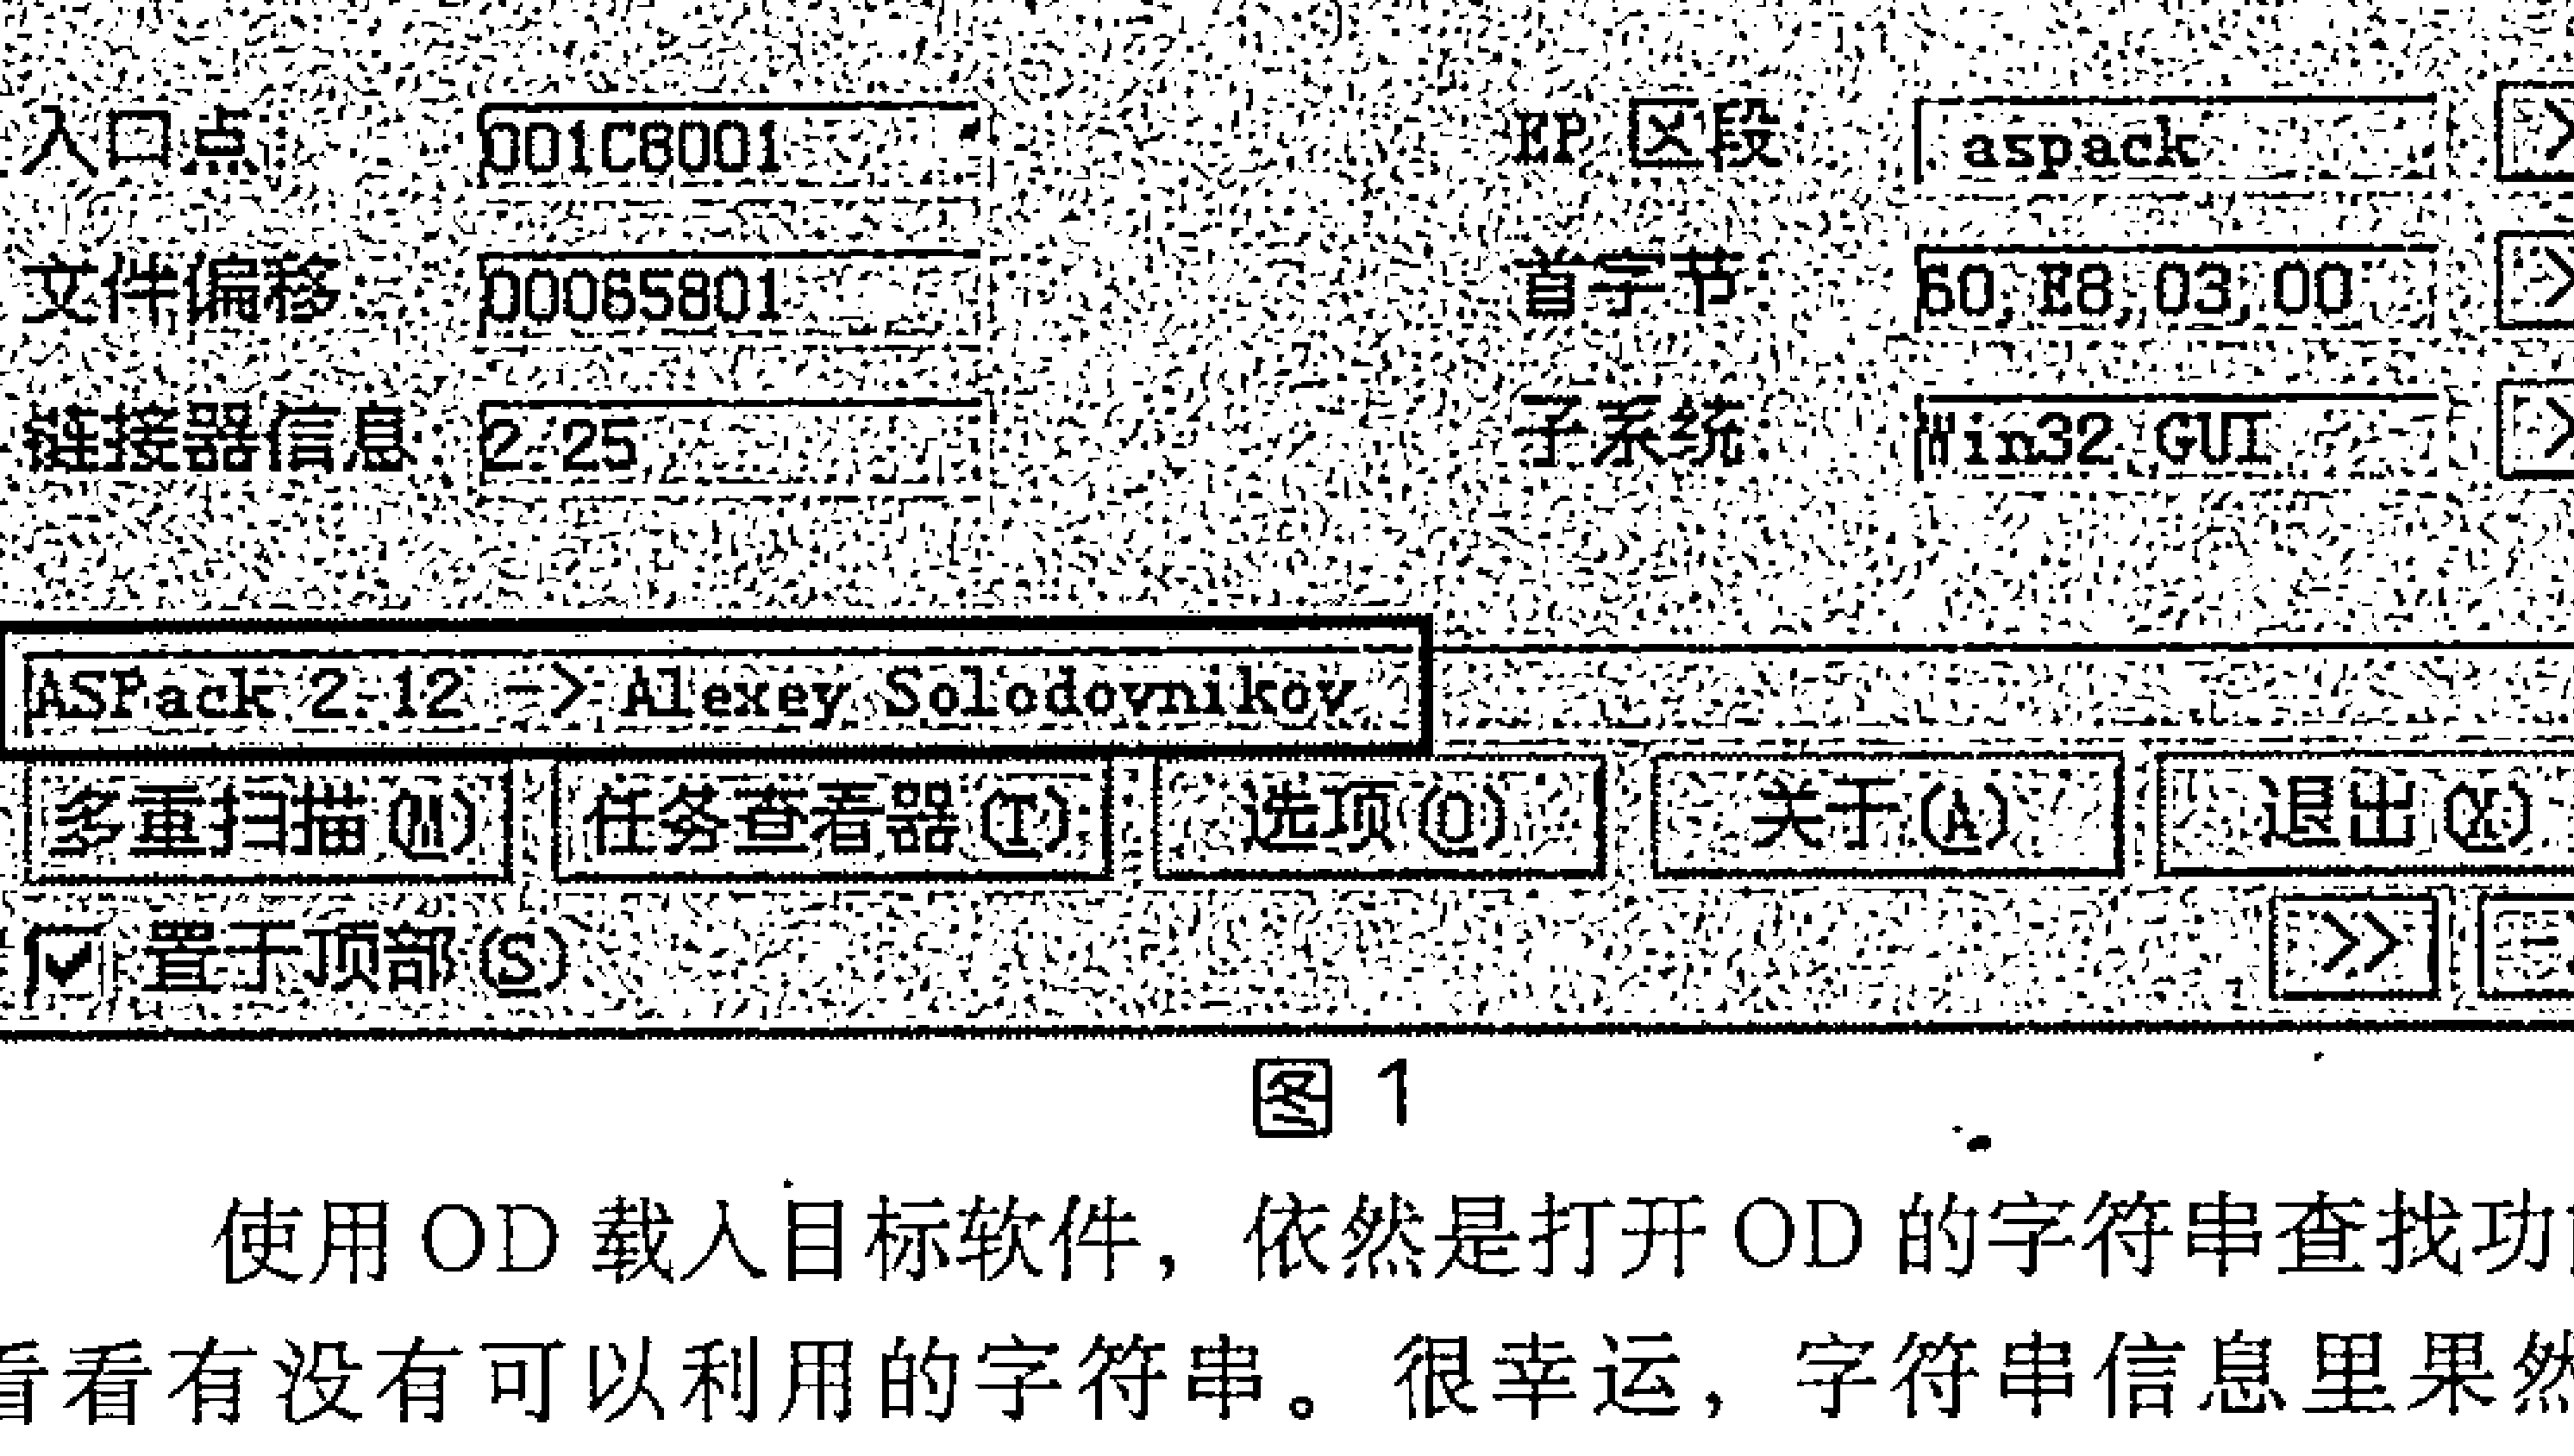 入口点: 001C8001 EP 区段 aspack >
文件偏移: 00065801 首字节: 60,E8,03,00 >
链接器信息: 2.25 子系统: Win32 GUI >
ASPack 2.12 -> Alexey Solodovnikov
多重扫描(M) 任务查看器(T) 选项(O) 关于(A) 退出(X)
置于顶部(S) >>
图 1
使用 OD 载入目标软件，依然是打开 OD 的字符串查找功
看看有没有可以利用的字符串。很幸运，字符串信息里果然